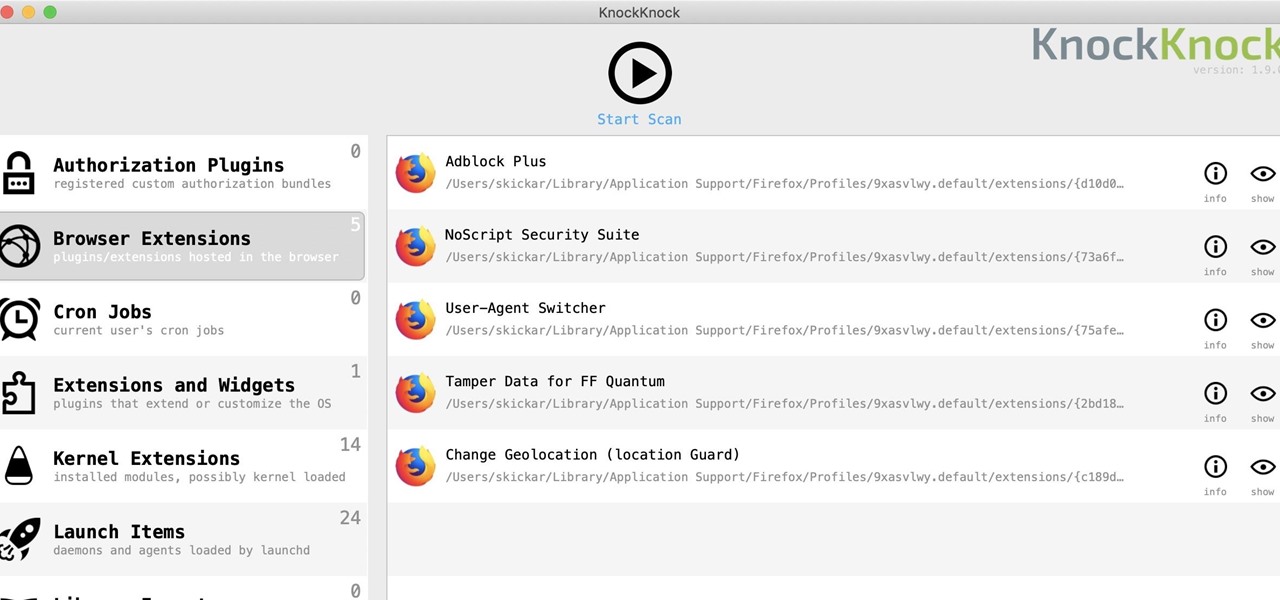 KnockKnock
KnockKnock
version: 1.9.
Start Scan
0
Authorization Plugins
registered custom authorization bundles
5
Browser Extensions
plugins/extensions hosted in the browser
0
Cron Jobs
current user's cron jobs
1
Extensions and Widgets
plugins that extend or customize the OS
14
Kernel Extensions
installed modules, possibly kernel loaded
24
Launch Items
daemons and agents loaded by launchd
0
Adblock Plus
/Users/skickar/Library/Application Support/Firefox/Profiles/9xasvlwy.default/extensions/{d10d0…
info
show
NoScript Security Suite
/Users/skickar/Library/Application Support/Firefox/Profiles/9xasvlwy.default/extensions/{73a6f…
info
show
User-Agent Switcher
/Users/skickar/Library/Application Support/Firefox/Profiles/9xasvlwy.default/extensions/{75afe…
info
show
Tamper Data for FF Quantum
/Users/skickar/Library/Application Support/Firefox/Profiles/9xasvlwy.default/extensions/{2bd18…
info
show
Change Geolocation (location Guard)
/Users/skickar/Library/Application Support/Firefox/Profiles/9xasvlwy.default/extensions/{c189d…
info
show